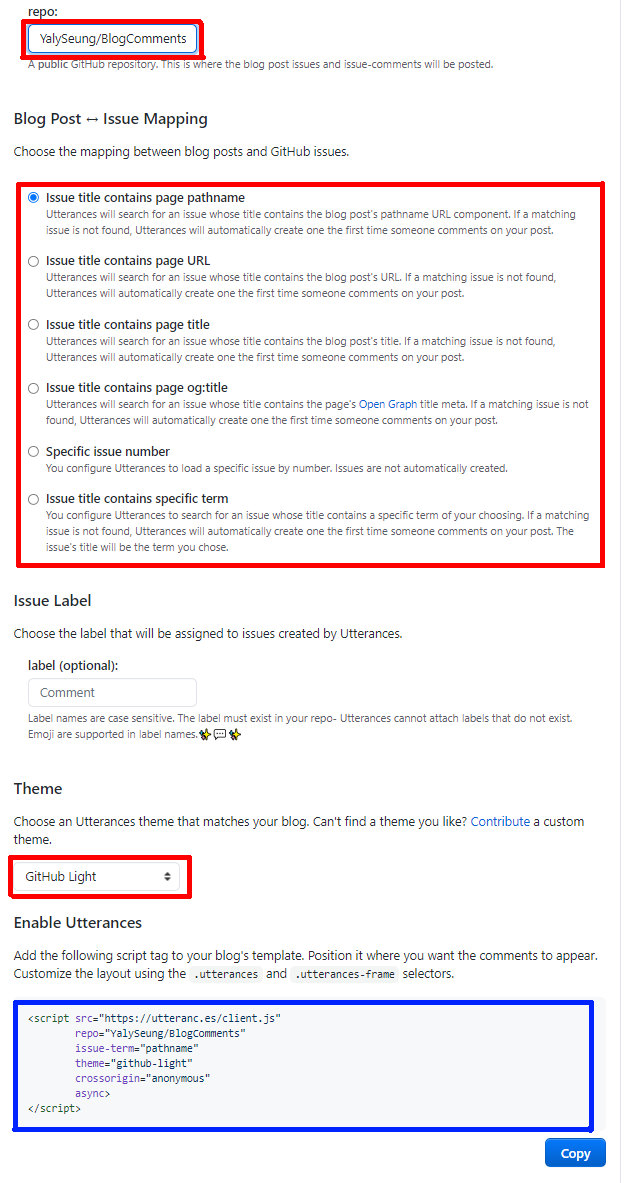 repo:
YalySeung/BlogComments
A public GitHub repository. This is where the blog post issues and issue-comments will be posted.
Blog Post ↔ Issue Mapping
Choose the mapping between blog posts and GitHub issues.
Issue title contains page pathname
Utterances will search for an issue whose title contains the blog post's pathname URL component. If a matching
issue is not found, Utterances will automatically create one the first time someone comments on your post.
Issue title contains page URL
Utterances will search for an issue whose title contains the blog post's URL. If a matching issue is not found,
Utterances will automatically create one the first time someone comments on your post.
Issue title contains page title
Utterances will search for an issue whose title contains the blog post's title. If a matching issue is not found,
Utterances will automatically create one the first time someone comments on your post.
Issue title contains page og:title
Utterances will search for an issue whose title contains the page's Open Graph title meta. If a matching issue is not
found, Utterances will automatically create one the first time someone comments on your post.
Specific issue number
You configure Utterances to load a specific issue by number. Issues are not automatically created.
Issue title contains specific term
You configure Utterances to search for an issue whose title contains a specific term of your choosing. If a matching
issue is not found, Utterances will automatically create one the first time someone comments on your post. The
issue's title will be the term you chose.
Issue Label
Choose the label that will be assigned to issues created by Utterances.
label (optional):
Comment
Label names are case sensitive. The label must exist in your repo- Utterances cannot attach labels that do not exist.
Emoji are supported in label names.✨💬✨
Theme
Choose an Utterances theme that matches your blog. Can't find a theme you like? Contribute a custom
theme.
GitHub Light
Enable Utterances
Add the following script tag to your blog's template. Position it where you want the comments to appear.
Customize the layout using the .utterances and .utterances-frame selectors.
<script src="https://utteranc.es/client.js"
repo="YalySeung/BlogComments"
issue-term="pathname"
theme="github-light"
crossorigin="anonymous"
async>
</script>
Copy